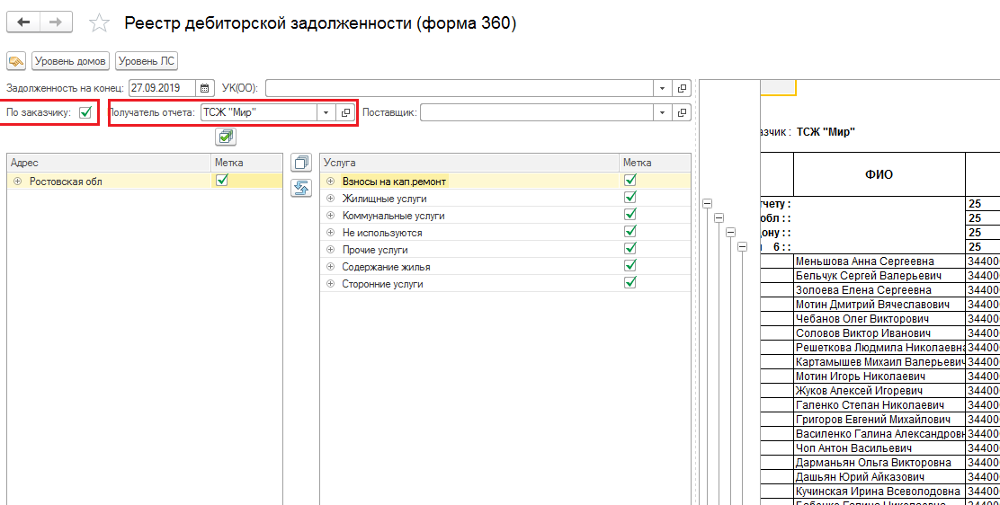 Реестр дебиторской задолженности (форма 360)
Уровень домов Уровень ЛС
Задолженность на конец: 27.09.2019 УК(ОО):
По заказчику: Получатель отчета: ТСЖ "Мир" Поставщик:
азчик : ТСЖ "Мир"
Адрес Метка Услуга Метка
Ростовская обл
Взносы на кап.ремонт
Жилищные услуги
Коммунальные услуги
Не используются
Прочие услуги
Содержание жилья
Сторонние услуги
ФИО
тчету : 25
обл : : 25
дону : : 25
6 : : 25
Меньшова Анна Сергеевна 34400
Бельчук Сергей Валерьевич 34400
Золоева Елена Сергеевна 34400
Мотин Дмитрий Вячеславович 34400
Чебанов Олег Викторович 34400
Соловов Виктор Иванович 34400
Решеткова Людмила Николаевна 34400
Картамышев Михаил Валерьевич 34400
Мотин Игорь Николаевич 34400
Жуков Алексей Игоревич 34400
Галенко Степан Николаевич 34400
Григоров Евгений Михайлович 34400
Василенко Галина Александровн 34400
Чоп Антон Васильевич 34400
Дарманьян Ольга Викторовна 34400
Дашьян Юрий Айказович 34400
Кучинская Ирина Всеволодовна 34400